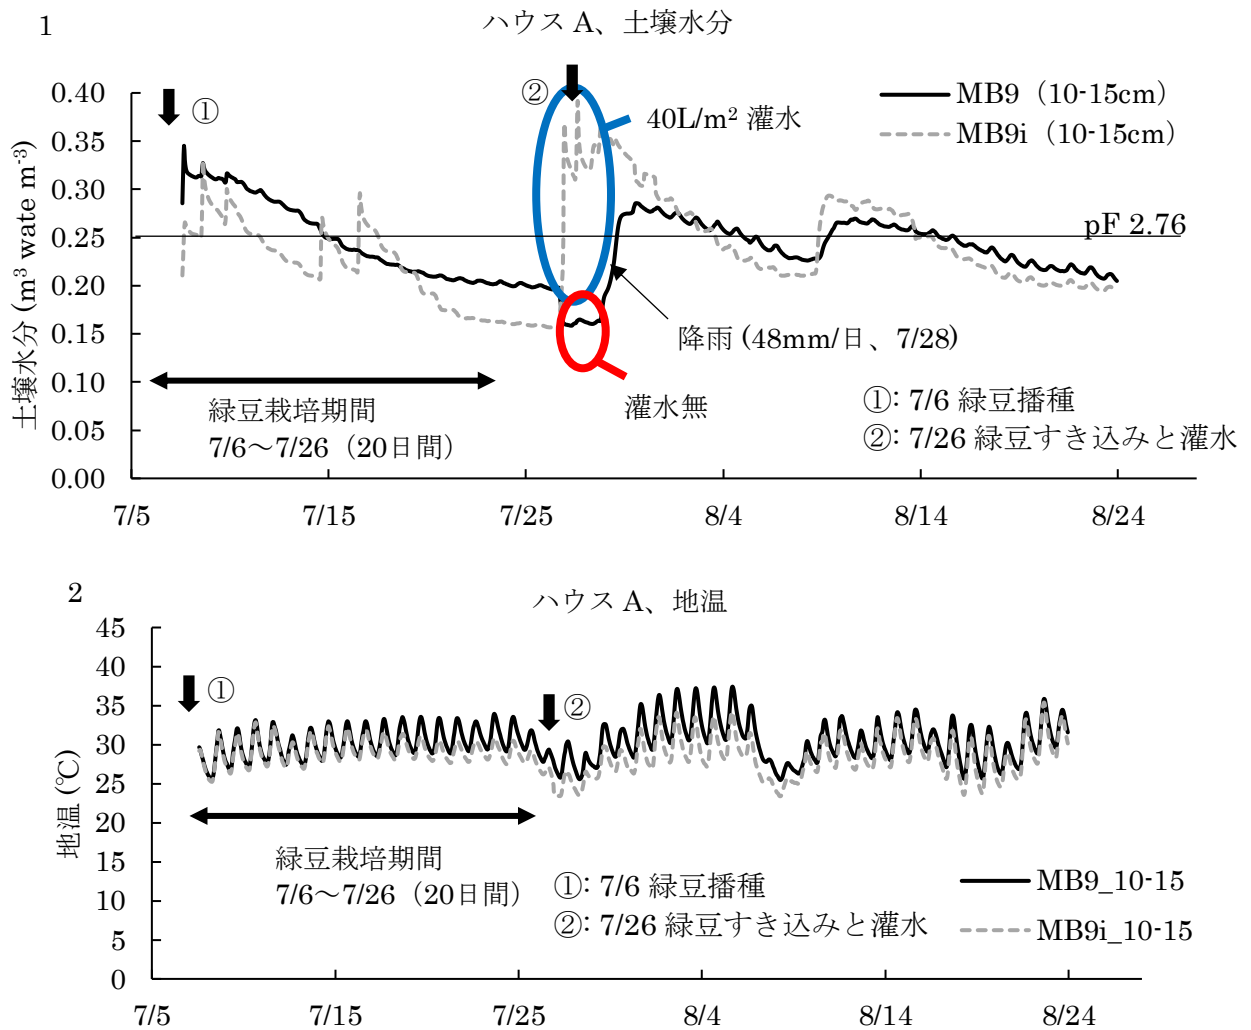 1
ハウス A、土壌水分
①
②
40L/m² 灌水
MB9（10-15cm）
MB9i（10-15cm）
pF 2.76
土壌水分 (m³ wate m⁻³)
0.40
0.35
0.30
0.25
0.20
0.15
0.10
0.05
0.00
降雨 (48mm/日、7/28)
灌水無
緑豆栽培期間
7/6～7/26（20日間）
①: 7/6 緑豆播種
②: 7/26 緑豆すき込みと灌水
7/5
7/15
7/25
8/4
8/14
8/24
2
ハウス A、地温
①
②
地温 (℃)
45
40
35
30
25
20
15
10
5
0
緑豆栽培期間
7/6～7/26（20日間）
①: 7/6 緑豆播種
②: 7/26 緑豆すき込みと灌水
MB9_10-15
MB9i_10-15
7/5
7/15
7/25
8/4
8/14
8/24